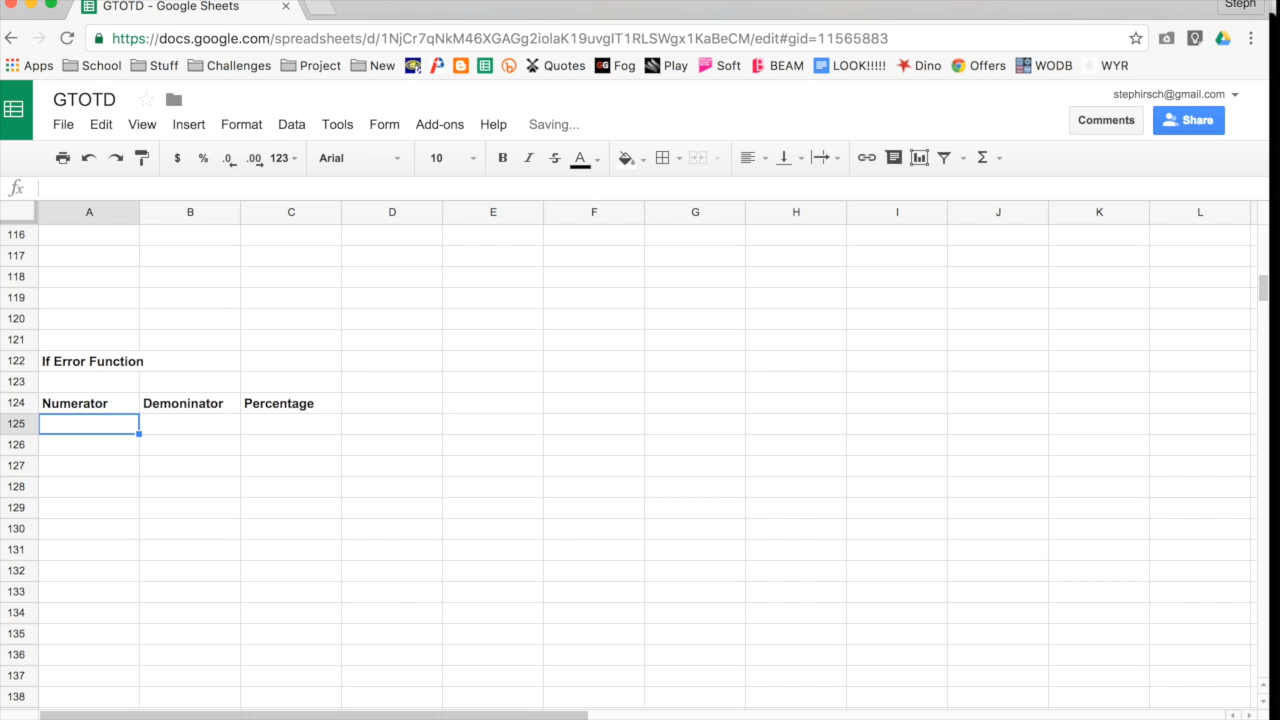 GTOTD - Google Sheets
Steph
https://docs.google.com/spreadsheets/d/1NjCr7qNkM46XGAGg2iolaK19uvgIT1RLSWgx1KaBeCM/edit#gid=11565883
Apps School Stuff Challenges Project New Quotes GG Fog Play Soft BEAM LOOK!!!!! Dino Offers WODB WYR
GTOTD
stephirsch@gmail.com
File Edit View Insert Format Data Tools Form Add-ons Help Saving...
Comments Share
$ % .0 .00 123 Arial 10 B I S A Σ
fx
A B C D E F G H I J K L
116
117
118
119
120
121
122 If Error Function
123
124 Numerator Demoninator Percentage
125
126
127
128
129
130
131
132
133
134
135
136
137
138